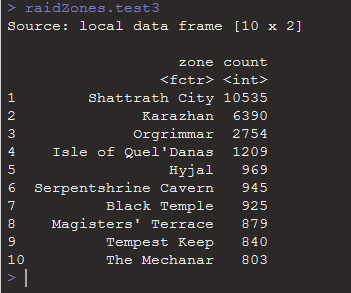 > raidZones.test3
Source: local data frame [10 x 2]
zone count
<fctr> <int>
1 Shattrath City 10535
2 Karazhan 6390
3 Orgrimmar 2754
4 Isle of Quel'Danas 1209
5 Hyjal 969
6 Serpentshrine Cavern 945
7 Black Temple 925
8 Magisters' Terrace 879
9 Tempest Keep 840
10 The Mechanar 803
>